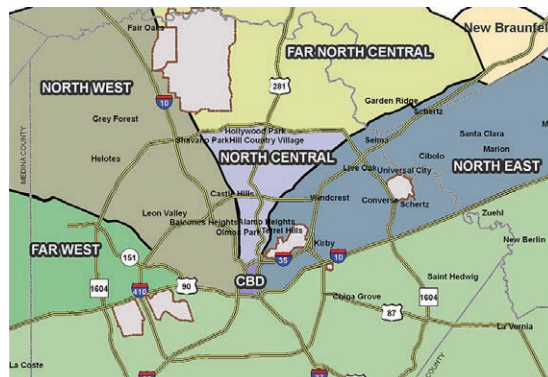 Fair Oaks
New Braunfel
FAR NORTH CENTRAL
NORTH WEST
281
10
Garden Ridge
Schertz
Grey Forest
Hollywood Park
Shavano Park
Hill Country Village
Selma
Santa Clara
Marion
NORTH CENTRAL
Cibolo
Helotes
Live Oak
Universal City
NORTH EAST
MEDINA COUNTY
Castle Hills
Windcrest
Converse
Schertz
Leon Valley
Balcones Heights
Alamo Heights
Zuehl
Olmos Park
Terrel Hills
FAR WEST
Kirby
New Berlin
151
35
10
CBD
Saint Hedwig
1604
410
90
China Grove
1604
87
La Vernia
COUNTY
La Coste